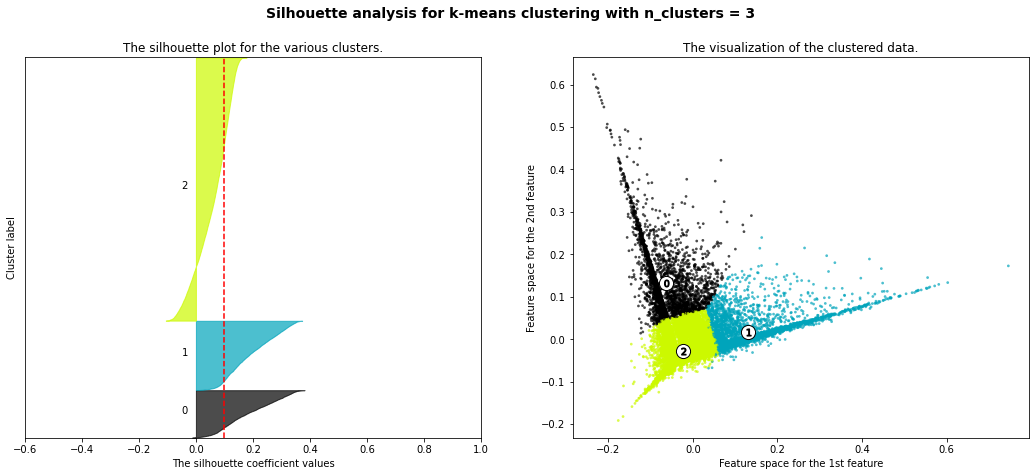 Silhouette analysis for k-means clustering with n_clusters = 3
The silhouette plot for the various clusters.
Cluster label
2
1
0
−0.6 −0.4 −0.2 0.0 0.2 0.4 0.6 0.8 1.0
The silhouette coefficient values
The visualization of the clustered data.
Feature space for the 2nd feature
0.6
0.5
0.4
0.3
0.2
0.1
0.0
−0.1
−0.2
0
1
2
−0.2 0.0 0.2 0.4 0.6
Feature space for the 1st feature